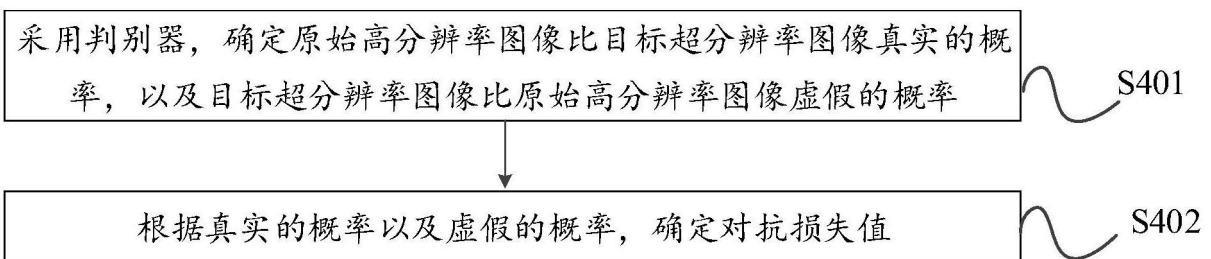 采用判别器，确定原始高分辨率图像比目标超分辨率图像真实的概
率，以及目标超分辨率图像比原始高分辨率图像虚假的概率
S401
根据真实的概率以及虚假的概率，确定对抗损失值
S402